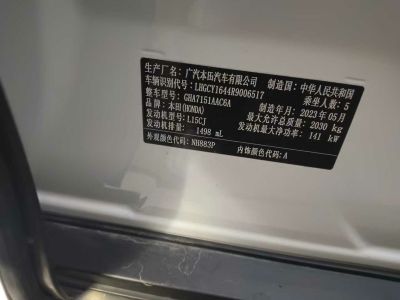 生产厂名：广汽本田汽车有限公司 制造国：中华人民共和国
车辆识别代号：LHGCY1644R9006517 乘坐人数：5
整车型号：GHA7151AAC6A 制造年月：2023年05月
品牌：本田(HONDA) 最大允许总质量：2030 kg
发动机型号：L15CJ 发动机最大净功率：141 kW
发动机排量：1498 mL
外观颜色代码：NH883P 内饰颜色代码：A